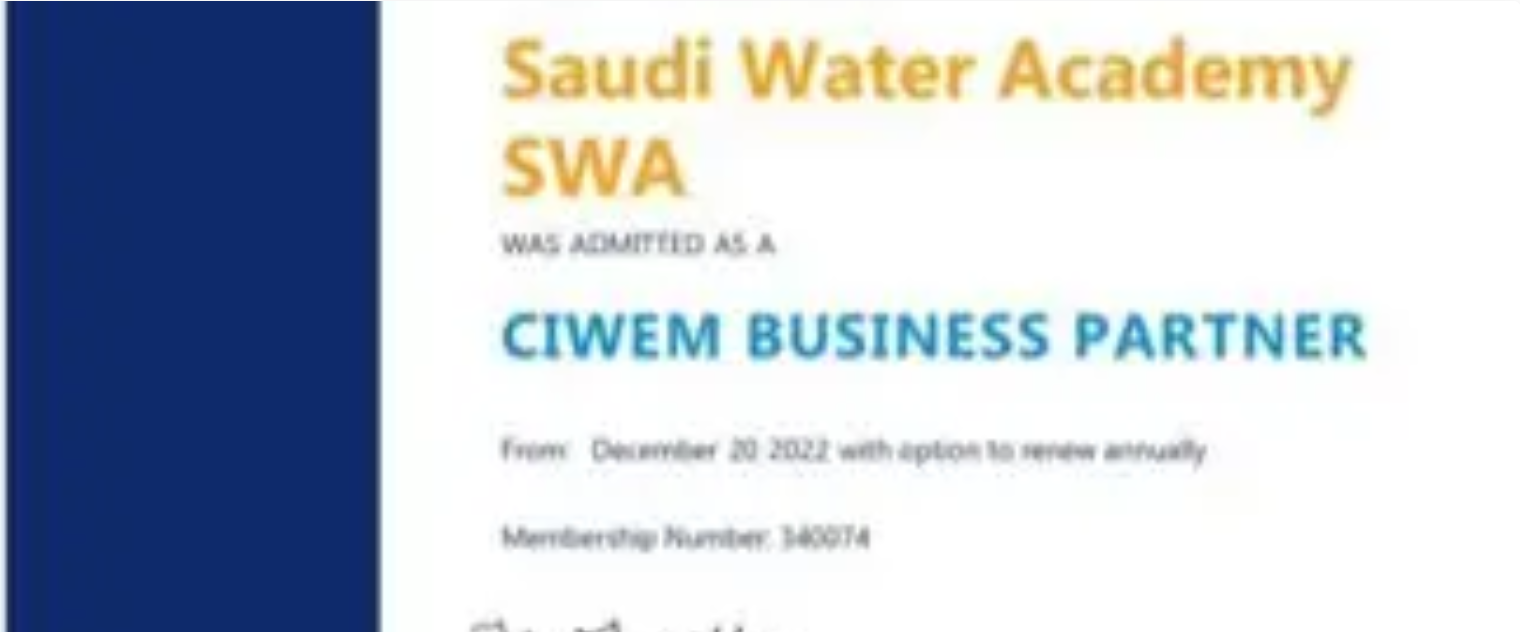 Saudi Water Academy
SWA
WAS ADMITTED AS A
CIWEM BUSINESS PARTNER
From: December 20 2022 with option to renew annually
Membership Number: 340074